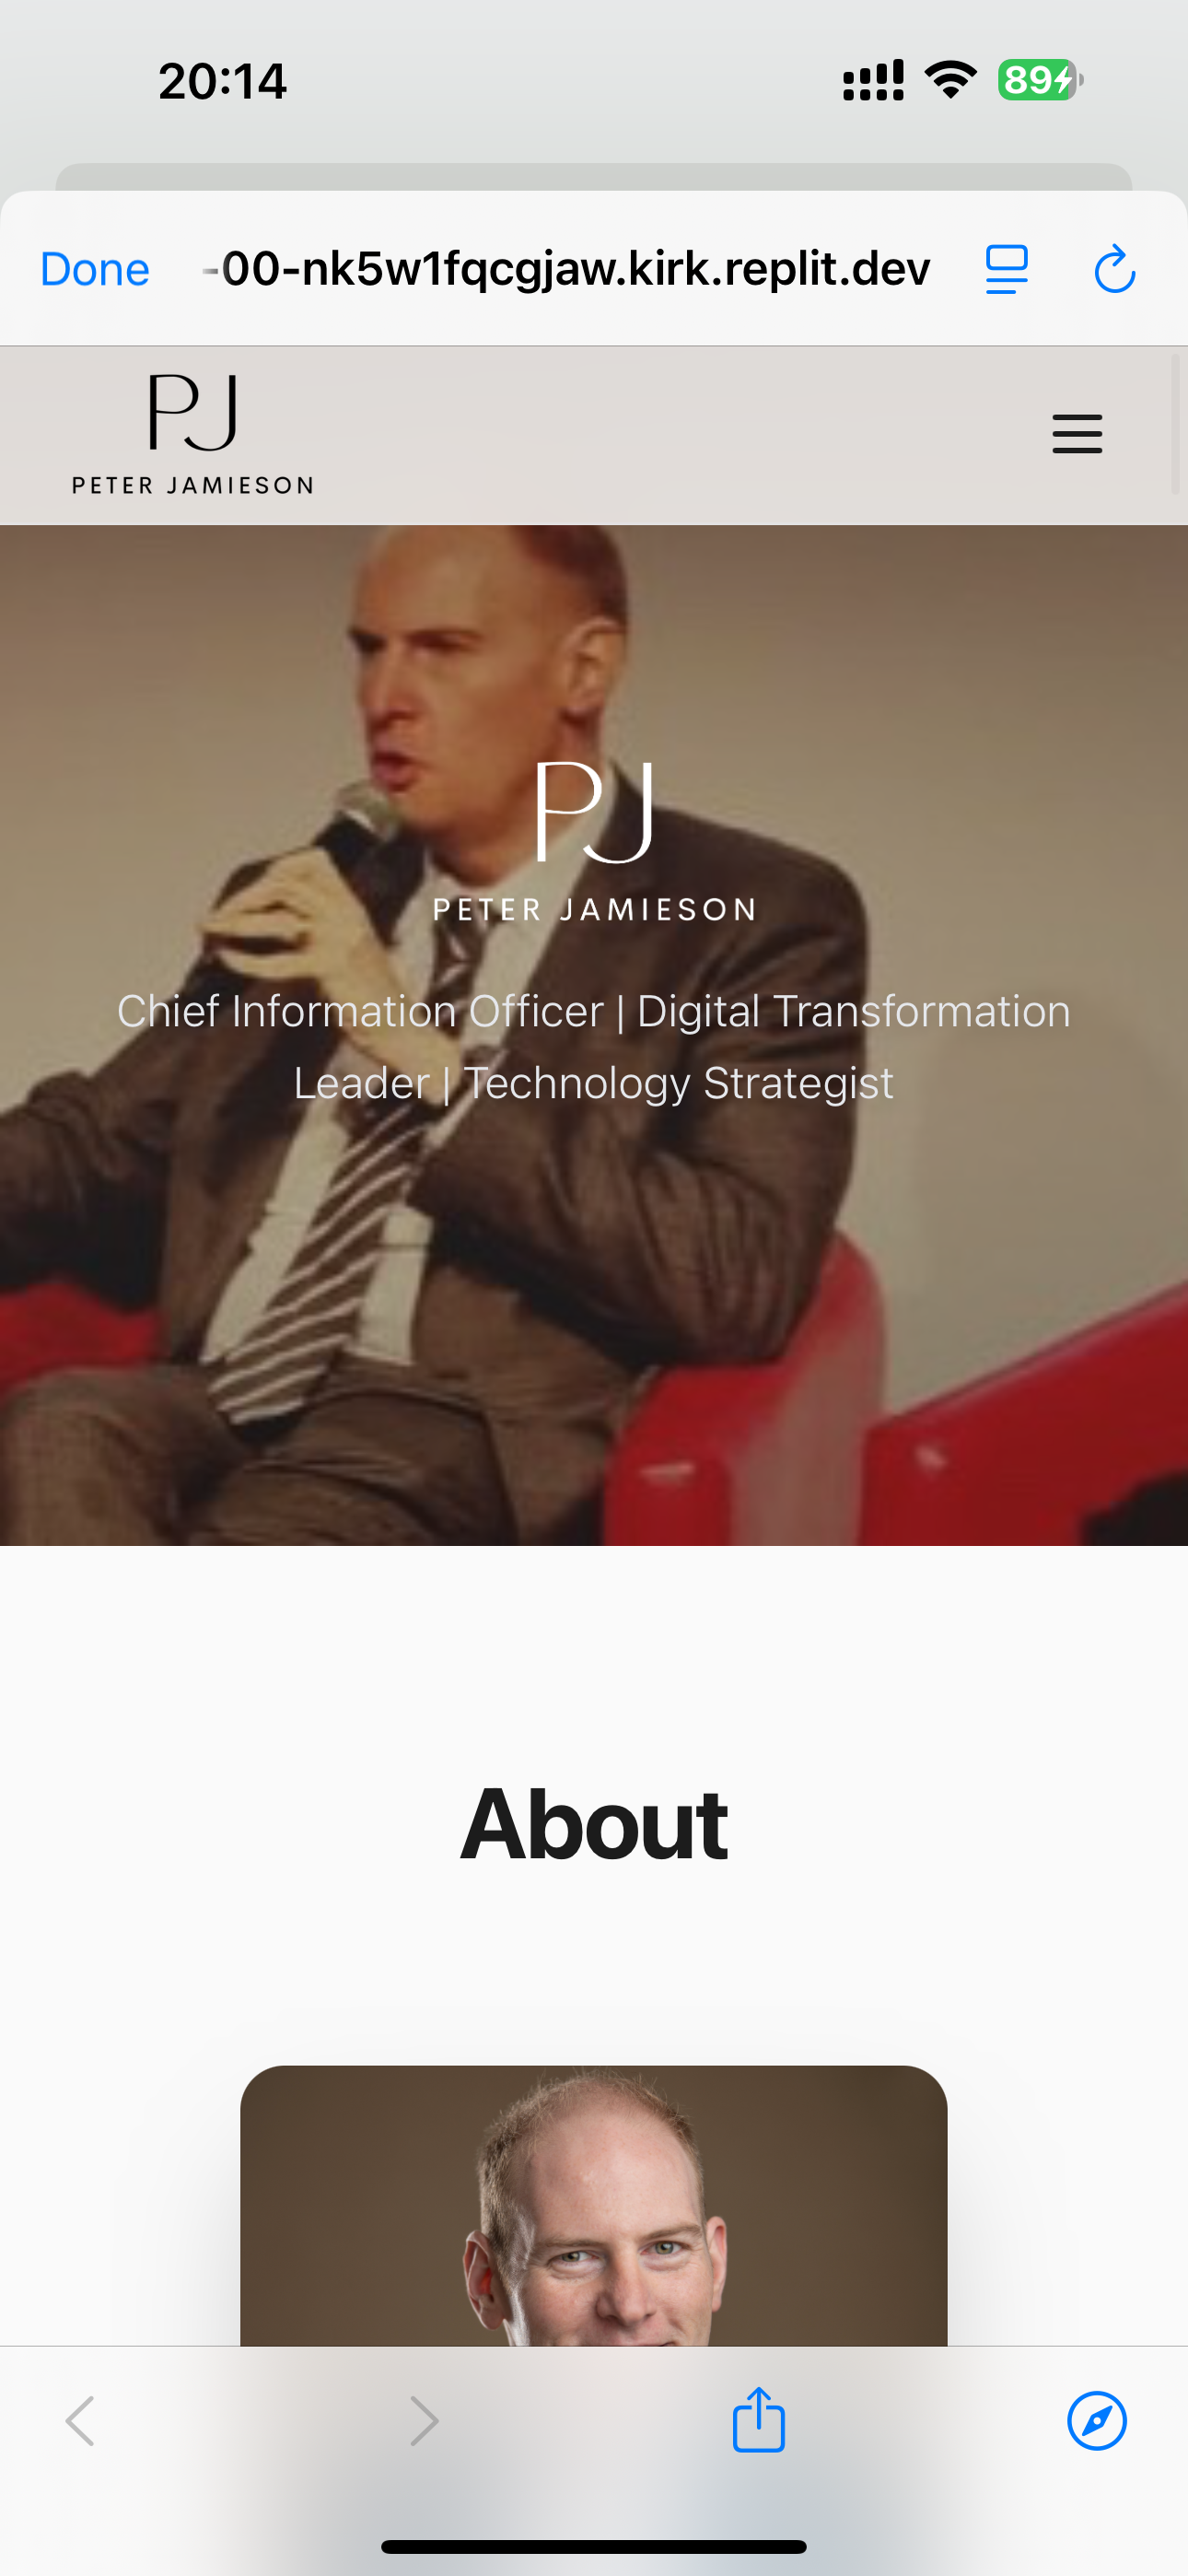 20:14
89
Done
-00-nk5w1fqcgjaw.kirk.replit.dev
PJ
PETER JAMIESON
PJ
PETER JAMIESON
Chief Information Officer | Digital Transformation
Leader | Technology Strategist
About